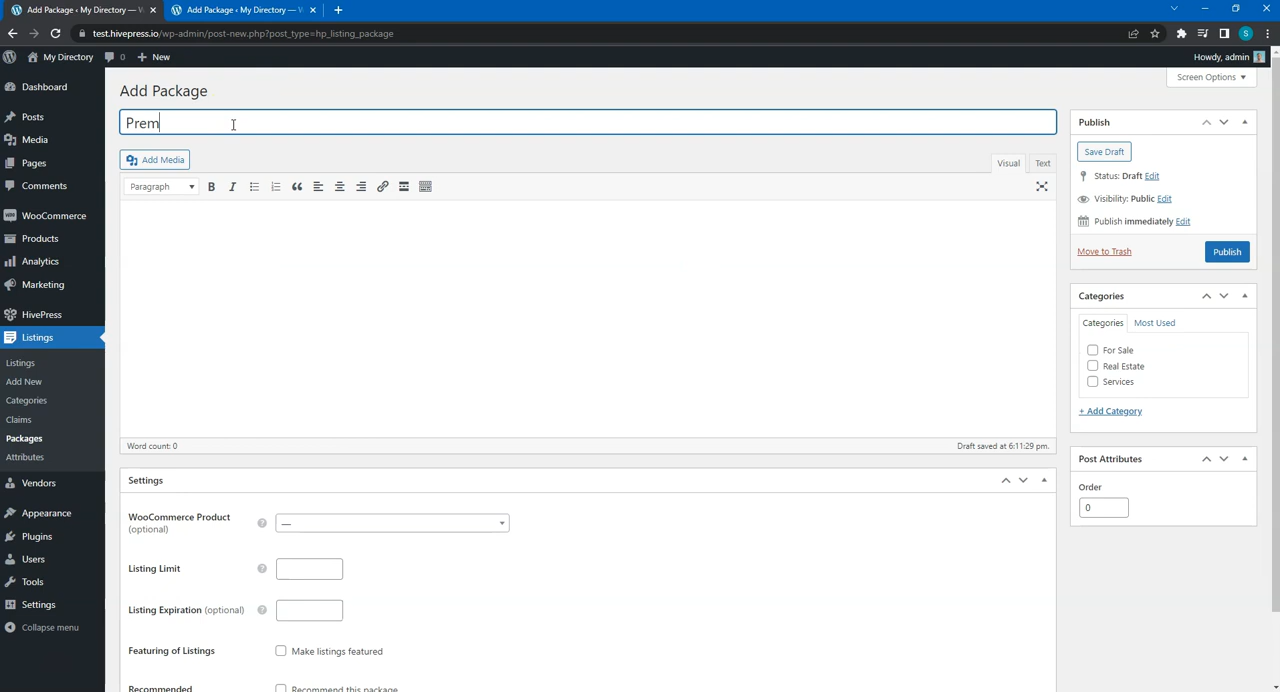 Add Package ‹ My Directory — W
Add Package ‹ My Directory — W
test.hivepress.io/wp-admin/post-new.php?post_type=hp_listing_package
S
My Directory
0
New
Howdy, admin
Screen Options
Dashboard
Posts
Media
Pages
Comments
WooCommerce
Products
Analytics
Marketing
HivePress
Listings
Listings
Add New
Categories
Claims
Packages
Attributes
Vendors
Appearance
Plugins
Users
Tools
Settings
Collapse menu
Add Package
Prem
Add Media
Visual
Text
Paragraph
B
I
Word count: 0
Draft saved at 6:11:29 pm.
Settings
WooCommerce Product
(optional)
—
Listing Limit
Listing Expiration (optional)
Featuring of Listings
Make listings featured
Recommended
Recommend this package
Publish
Save Draft
Status: Draft Edit
Visibility: Public Edit
Publish immediately Edit
Move to Trash
Publish
Categories
Categories
Most Used
For Sale
Real Estate
Services
+ Add Category
Post Attributes
Order
0